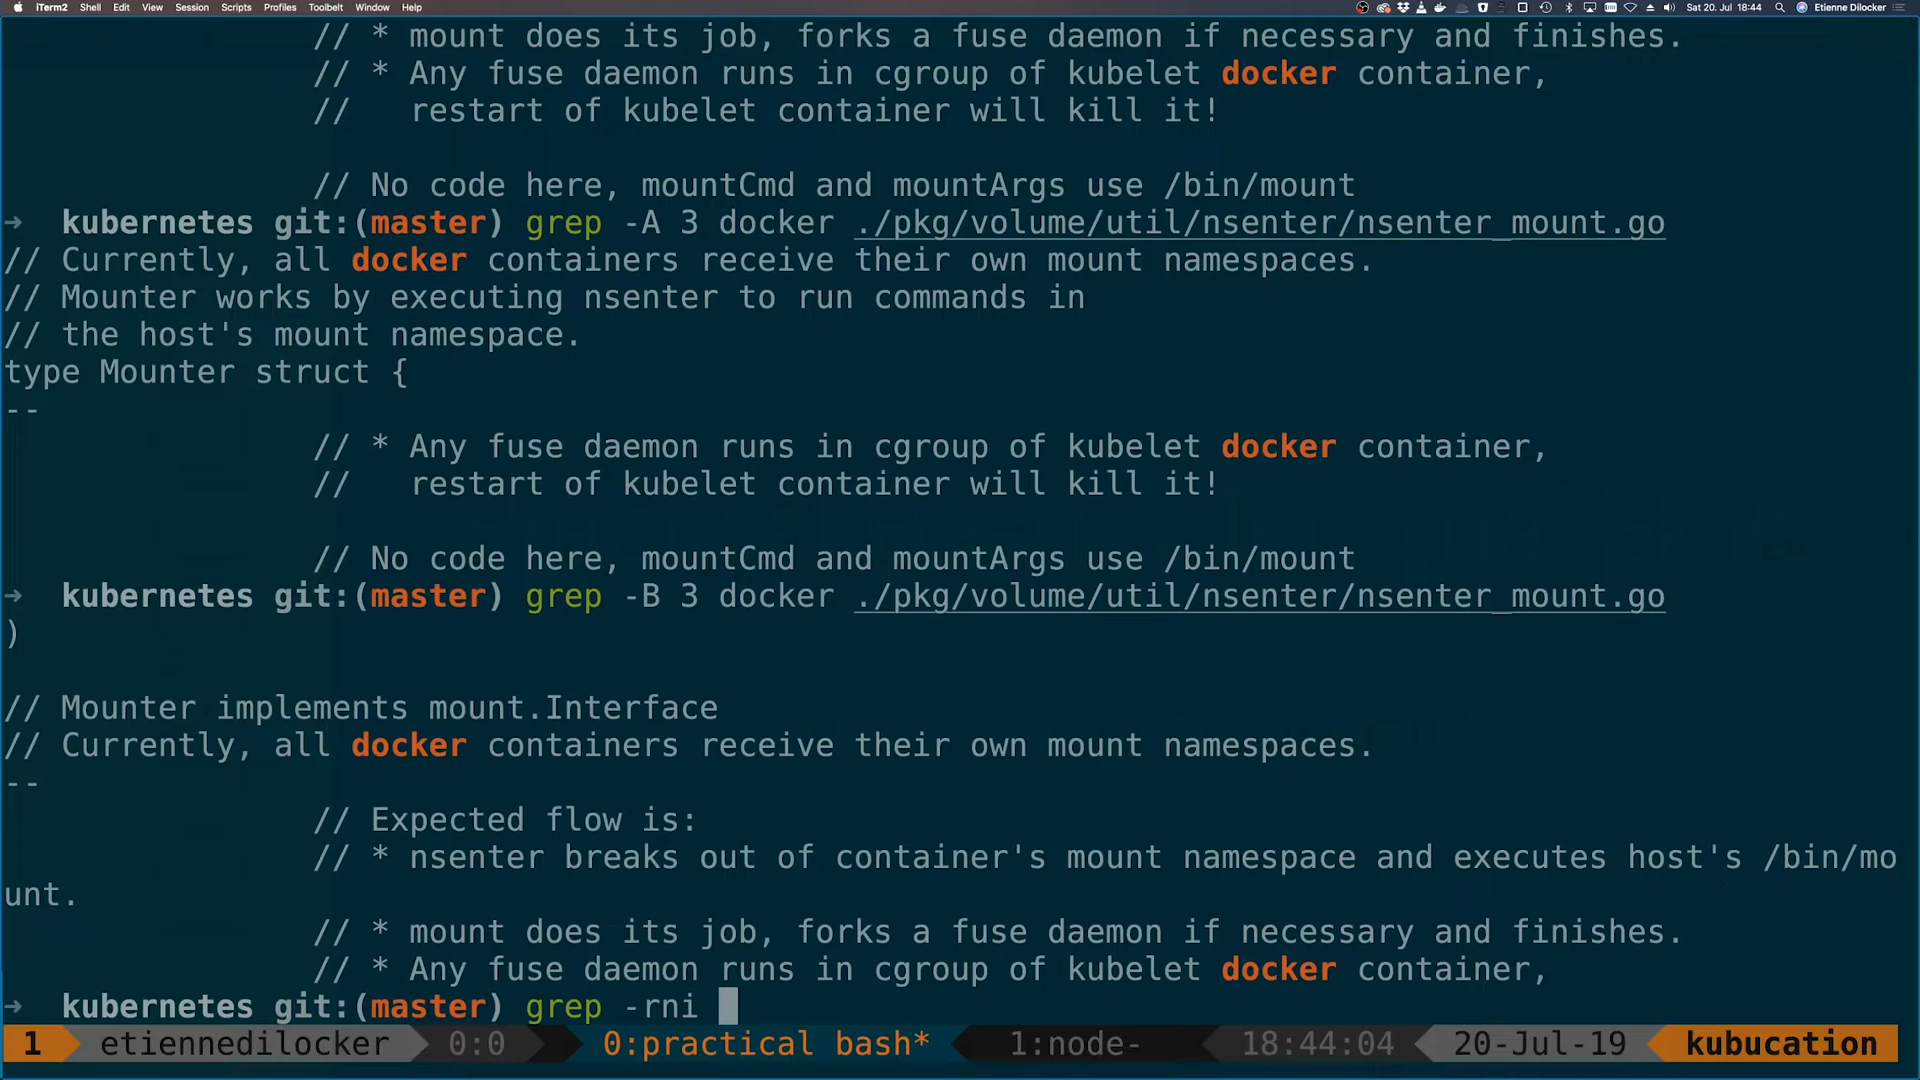 iTerm2 Shell Edit View Session Scripts Profiles Toolbelt Window Help Sat 20. Jul 18:44 Etienne Dilocker
// * mount does its job, forks a fuse daemon if necessary and finishes.
// * Any fuse daemon runs in cgroup of kubelet docker container,
//   restart of kubelet container will kill it!
// No code here, mountCmd and mountArgs use /bin/mount
→ kubernetes git:(master) grep -A 3 docker ./pkg/volume/util/nsenter/nsenter_mount.go
// Currently, all docker containers receive their own mount namespaces.
// Mounter works by executing nsenter to run commands in
// the host's mount namespace.
type Mounter struct {
--
// * Any fuse daemon runs in cgroup of kubelet docker container,
//   restart of kubelet container will kill it!
// No code here, mountCmd and mountArgs use /bin/mount
→ kubernetes git:(master) grep -B 3 docker ./pkg/volume/util/nsenter/nsenter_mount.go
)
// Mounter implements mount.Interface
// Currently, all docker containers receive their own mount namespaces.
--
// Expected flow is:
// * nsenter breaks out of container's mount namespace and executes host's /bin/mo
unt.
// * mount does its job, forks a fuse daemon if necessary and finishes.
// * Any fuse daemon runs in cgroup of kubelet docker container,
→ kubernetes git:(master) grep -rni
1 etiennedilocker 0:0 0:practical bash* 1:node- 18:44:04 20-Jul-19 kubucation